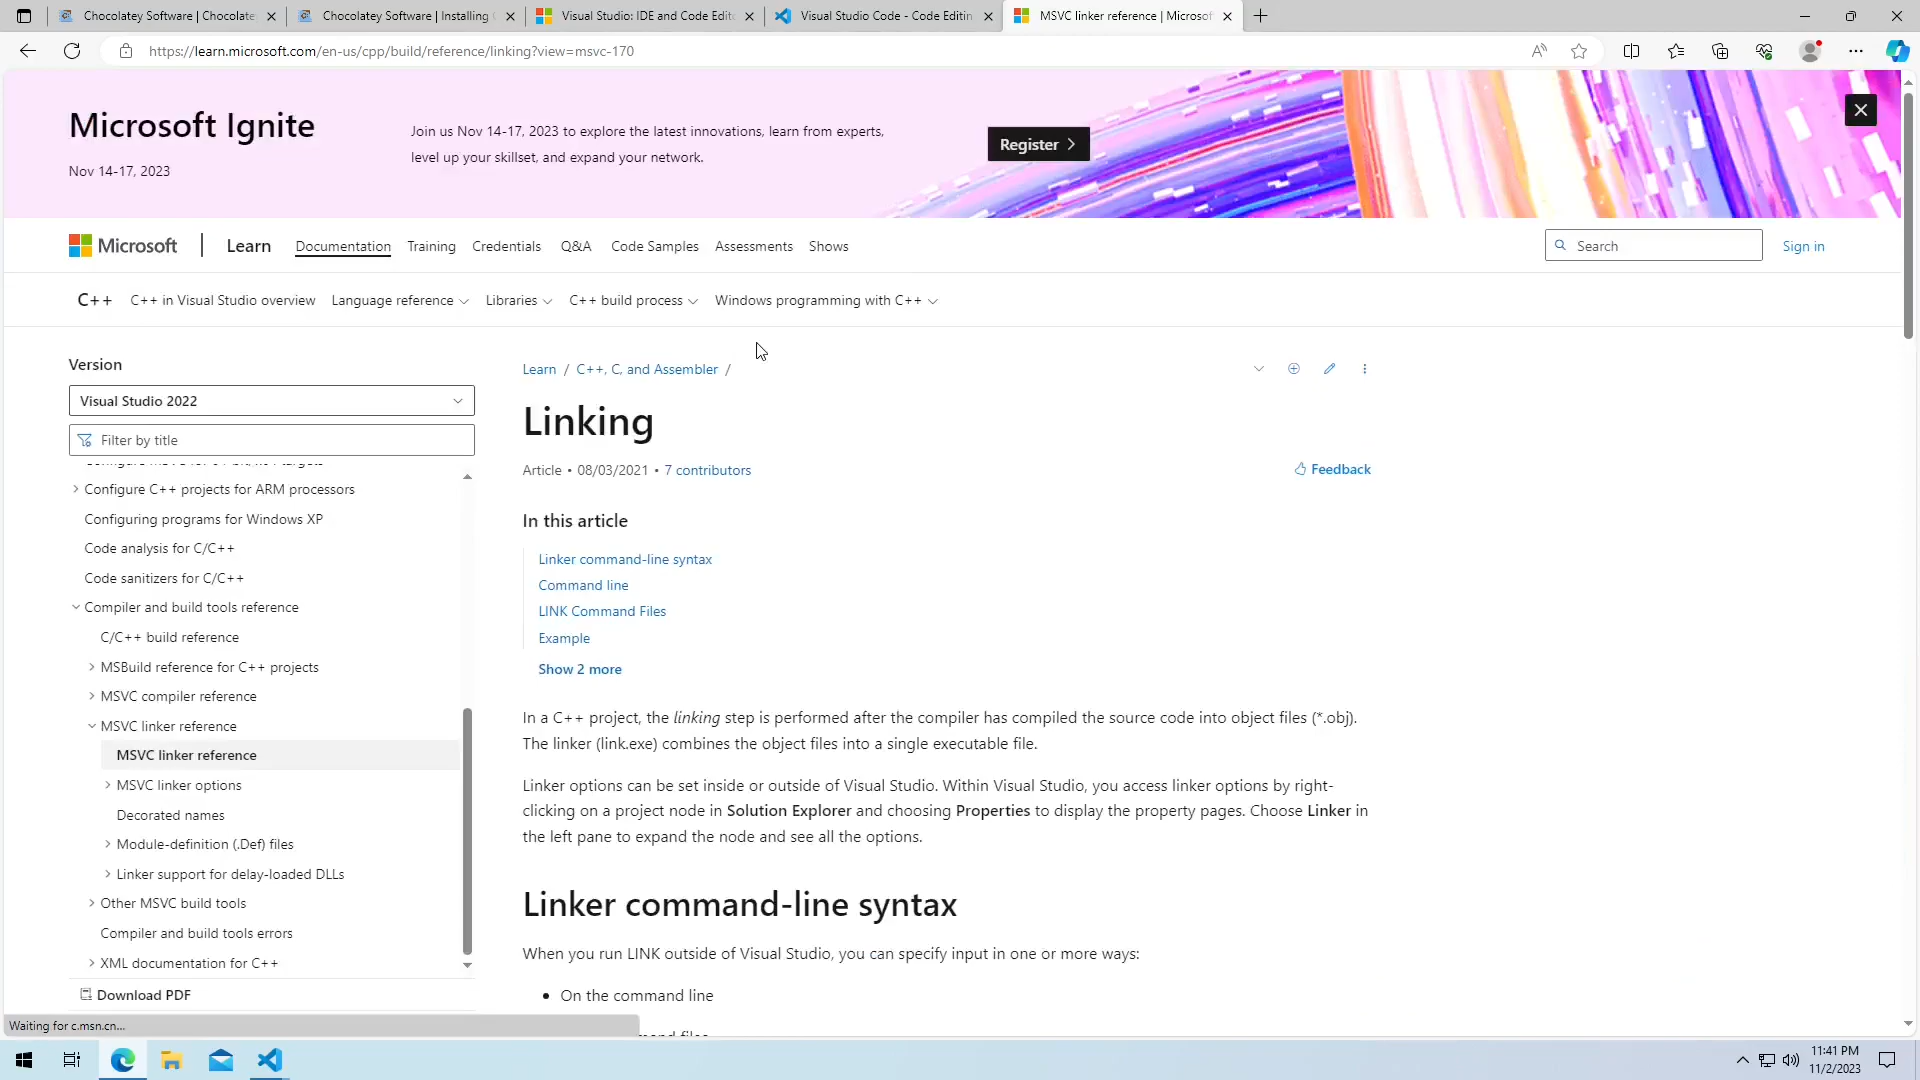 Chocolatey Software | Chocolate
Chocolatey Software | Installing
Visual Studio: IDE and Code Edito
Visual Studio Code - Code Editin
MSVC linker reference | Microsof
https://learn.microsoft.com/en-us/cpp/build/reference/linking?view=msvc-170
Microsoft Ignite
Nov 14-17, 2023
Join us Nov 14-17, 2023 to explore the latest innovations, learn from experts,
level up your skillset, and expand your network.
Register
Microsoft Learn Documentation Training Credentials Q&A Code Samples Assessments Shows
Search
Sign in
C++ C++ in Visual Studio overview Language reference Libraries C++ build process Windows programming with C++
Version
Visual Studio 2022
Filter by title
Configure C++ projects for ARM processors
Configuring programs for Windows XP
Code analysis for C/C++
Code sanitizers for C/C++
Compiler and build tools reference
C/C++ build reference
MSBuild reference for C++ projects
MSVC compiler reference
MSVC linker reference
MSVC linker reference
MSVC linker options
Decorated names
Module-definition (.Def) files
Linker support for delay-loaded DLLs
Other MSVC build tools
Compiler and build tools errors
XML documentation for C++
Download PDF
Learn / C++, C, and Assembler /
Linking
Article • 08/03/2021 • 7 contributors
Feedback
In this article
Linker command-line syntax
Command line
LINK Command Files
Example
Show 2 more
In a C++ project, the linking step is performed after the compiler has compiled the source code into object files (*.obj).
The linker (link.exe) combines the object files into a single executable file.
Linker options can be set inside or outside of Visual Studio. Within Visual Studio, you access linker options by right-
clicking on a project node in Solution Explorer and choosing Properties to display the property pages. Choose Linker in
the left pane to expand the node and see all the options.
Linker command-line syntax
When you run LINK outside of Visual Studio, you can specify input in one or more ways:
• On the command line
Waiting for c.msn.cn...
11:41 PM
11/2/2023